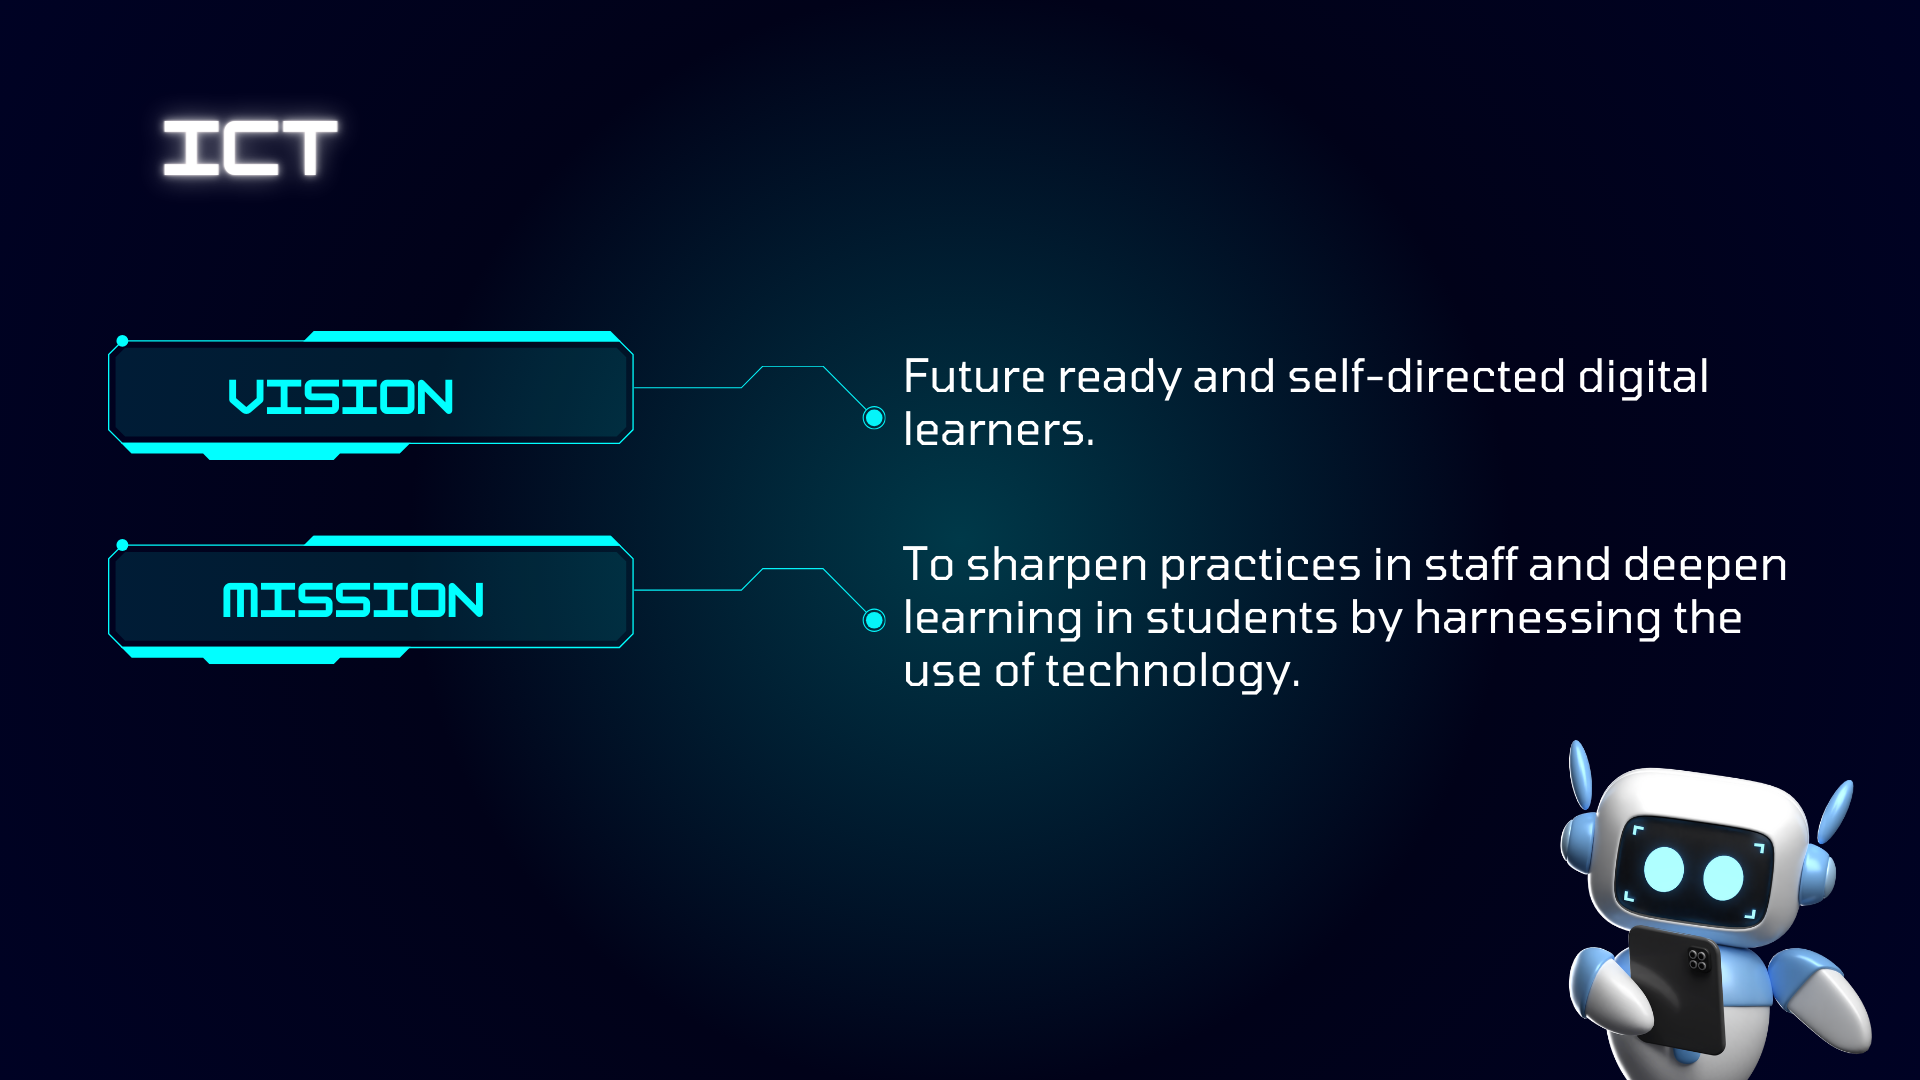 ICT
VISION
Future ready and self-directed digital
learners.
MISSION
To sharpen practices in staff and deepen
learning in students by harnessing the
use of technology.